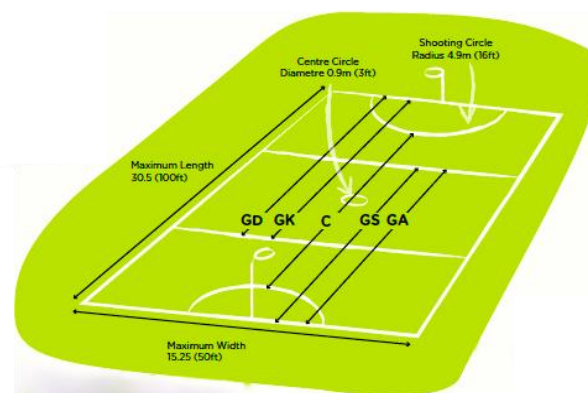 Shooting Circle
Radius 4.9m (16ft)
Centre Circle
Diametre 0.9m (3ft)
Maximum Length
30.5 (100ft)
GD GK C GS GA
Maximum Width
15.25 (50ft)